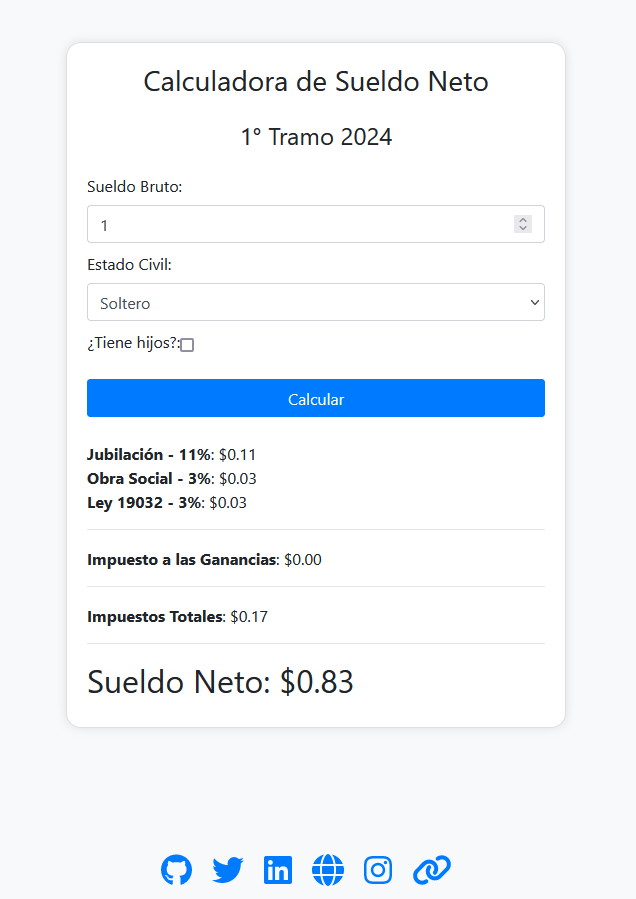 Calculadora de Sueldo Neto
1° Tramo 2024
Sueldo Bruto:
1
Estado Civil:
Soltero
¿Tiene hijos?:
Calcular
Jubilación - 11%: $0.11
Obra Social - 3%: $0.03
Ley 19032 - 3%: $0.03
Impuesto a las Ganancias: $0.00
Impuestos Totales: $0.17
Sueldo Neto: $0.83
in